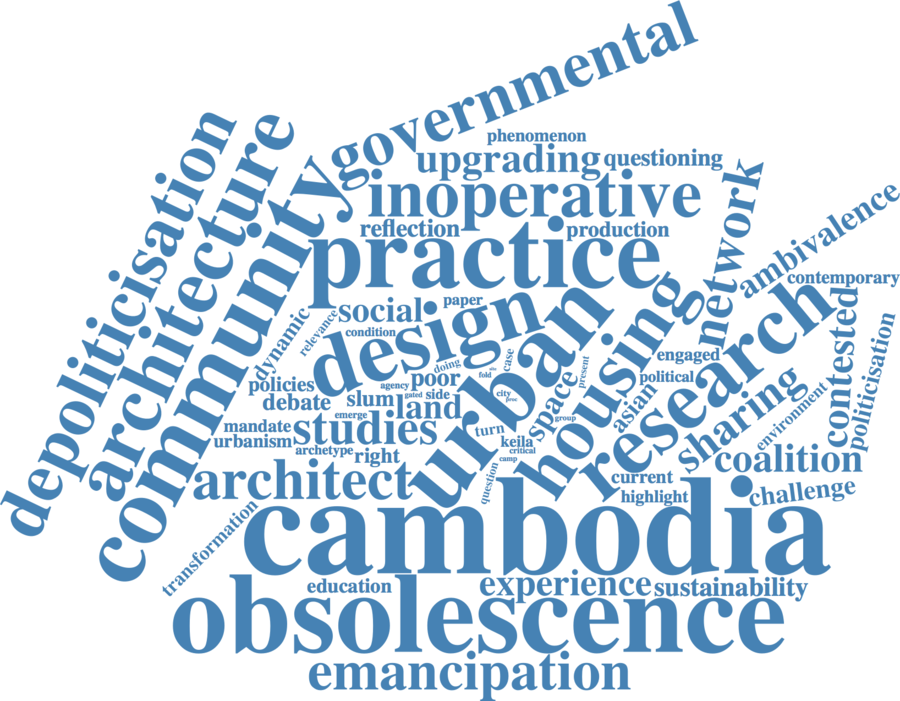 governmental
phenomenon
depoliticisation
architecture
community
upgrading
questioning
inoperative
network
reflection
production
practice
ambivalence
contemporary
social
paper
dynamic
relevance
condition
design
urban
housing
research
contested
politicisation
case
doing
present
engaged
policies
agency
poor
fold
political
debate
slum
gated
side
city
space
asian
sharing
environment
land
emerge
group
mandate
urbanism
studies
turn
keila
critical
archetype
right
camp
coalition
architect
question
current
highlight
challenge
transformation
cambodia
education
experience
sustainability
obsolescence
emancipation